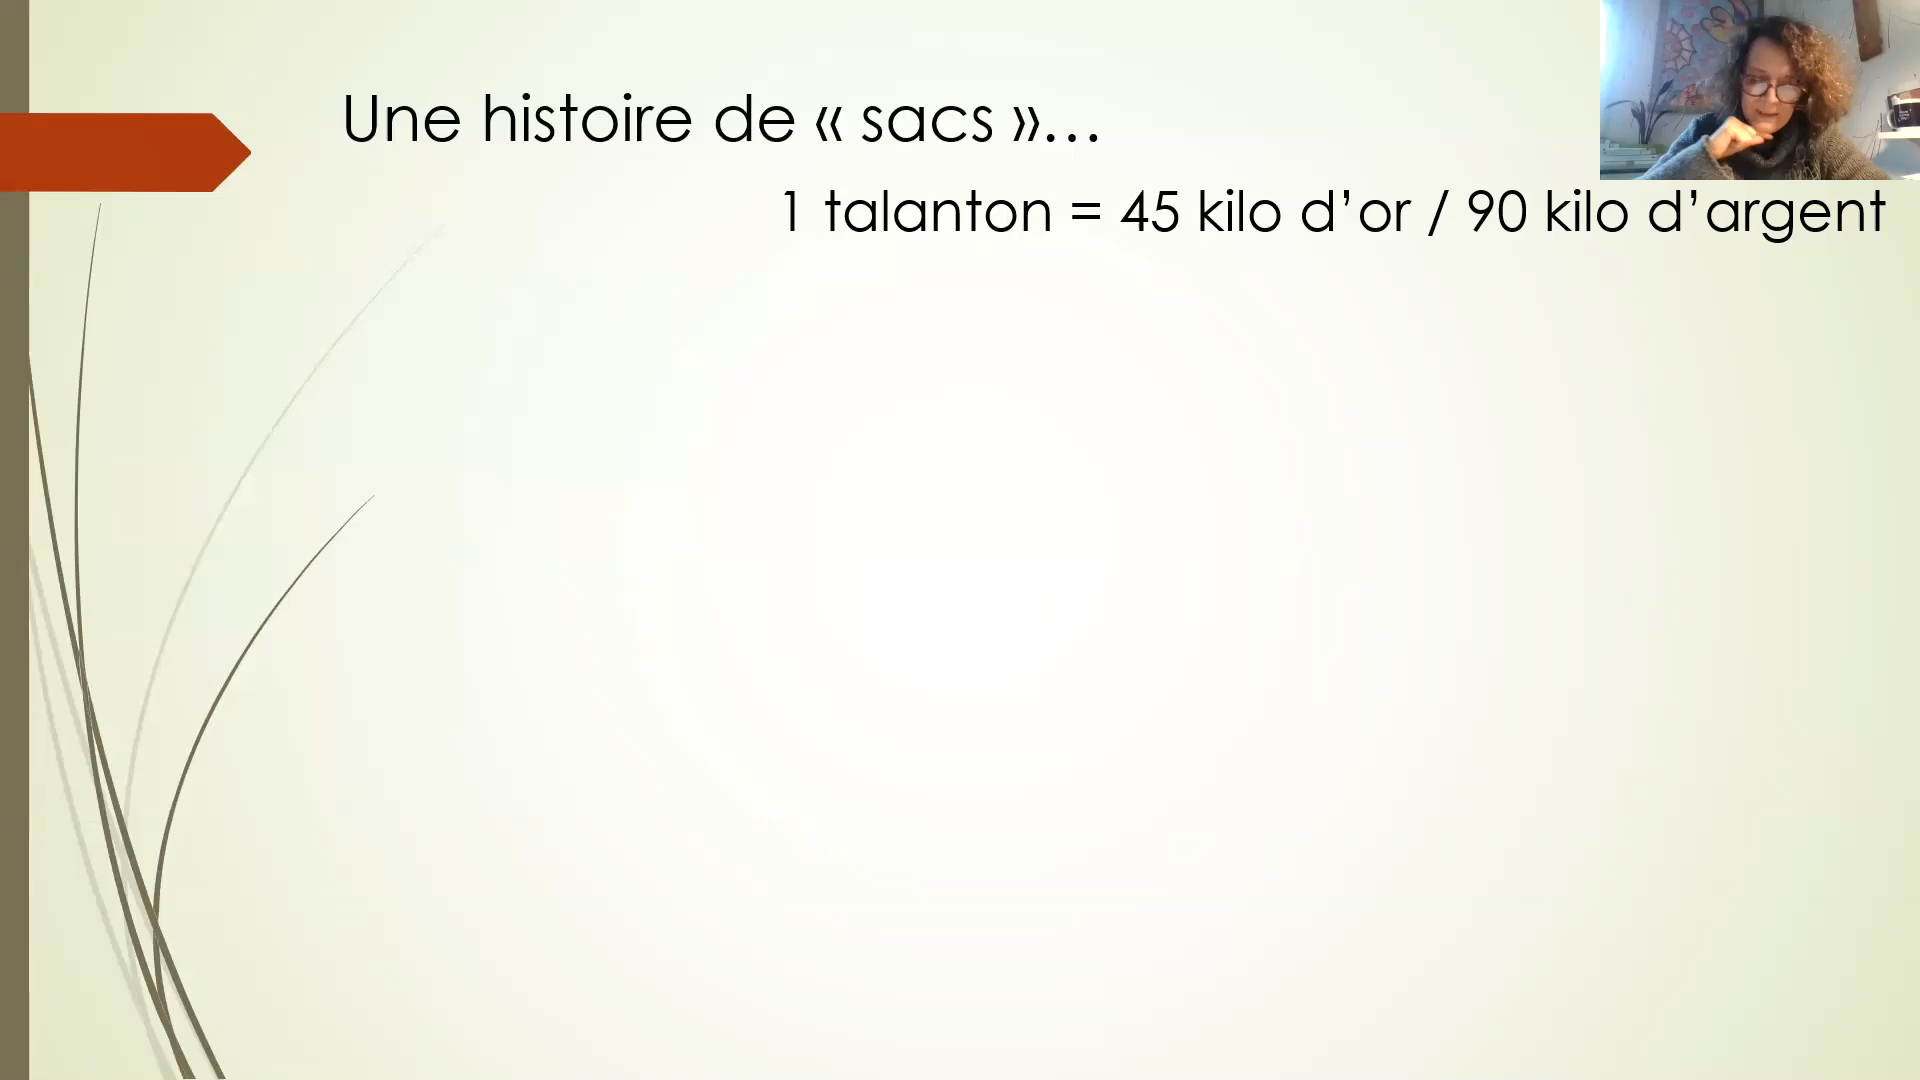 Une histoire de « sacs »…
1 talanton = 45 kilo d’or / 90 kilo d’argent